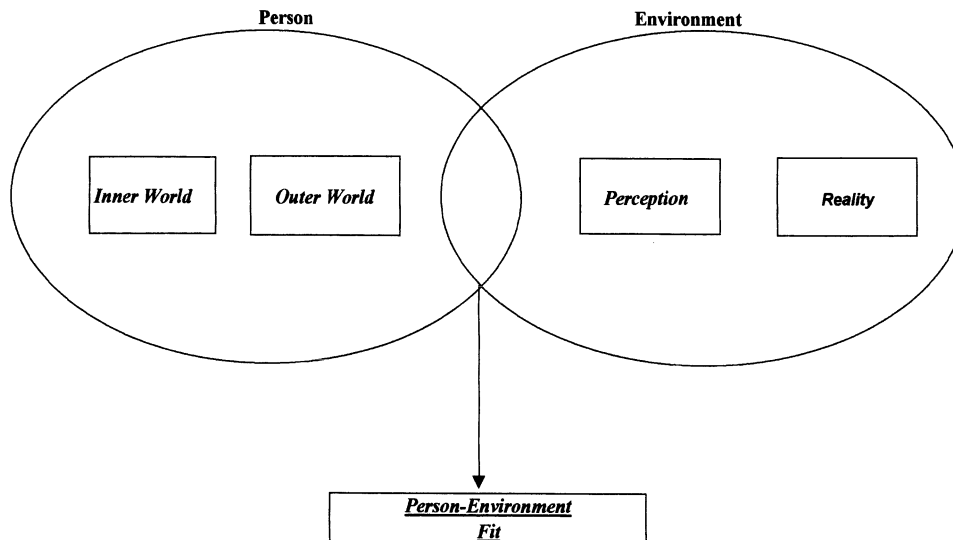 Person
Environment
Inner World
Outer World
Perception
Reality
Person-Environment
Fit